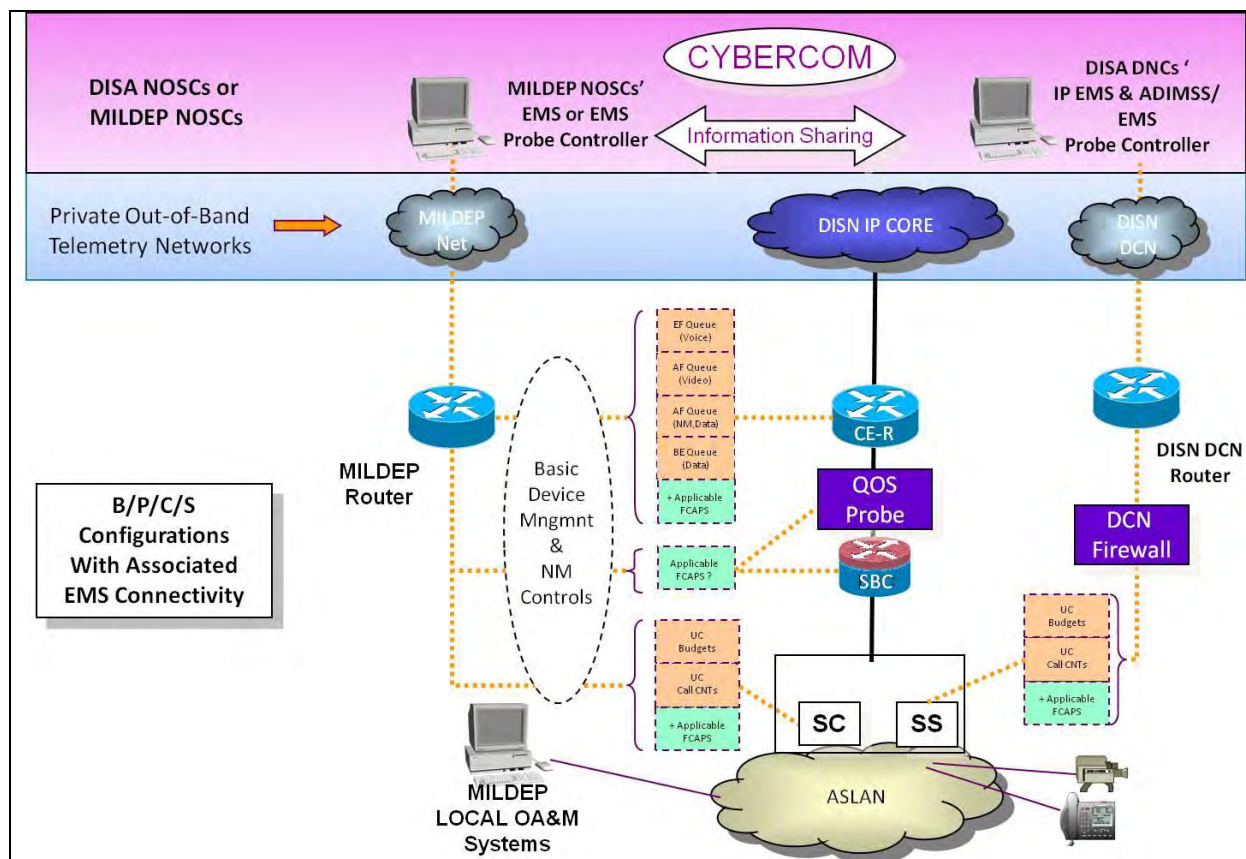 CYBERCOM
DISA NOSCs or
MILDEP NOSCs
MILDEP NOSCs'
EMS or EMS
Probe Controller
Information Sharing
DISA DNCs ‘
IP EMS & ADIMSS/
EMS
Probe Controller
Private Out-of-Band
Telemetry Networks
MILDEP
Net
DISN IP CORE
DISN
DCN
EF Queue
(Voice)
AF Queue
(Video)
AF Queue
(NM,Data)
BE Queue
(Data)
+ Applicable
FCAPS
CE-R
MILDEP
Router
DISN DCN
Router
Basic
Device
Mngmnt
&
NM
Controls
QOS
Probe
DCN
Firewall
B/P/C/S
Configurations
With Associated
EMS Connectivity
Applicable
FCAPS ?
SBC
UC
Budgets
UC
Call CNTs
+ Applicable
FCAPS
UC
Budgets
UC
Call CNTs
+ Applicable
FCAPS
SC
SS
ASLAN
MILDEP
LOCAL OA&M
Systems